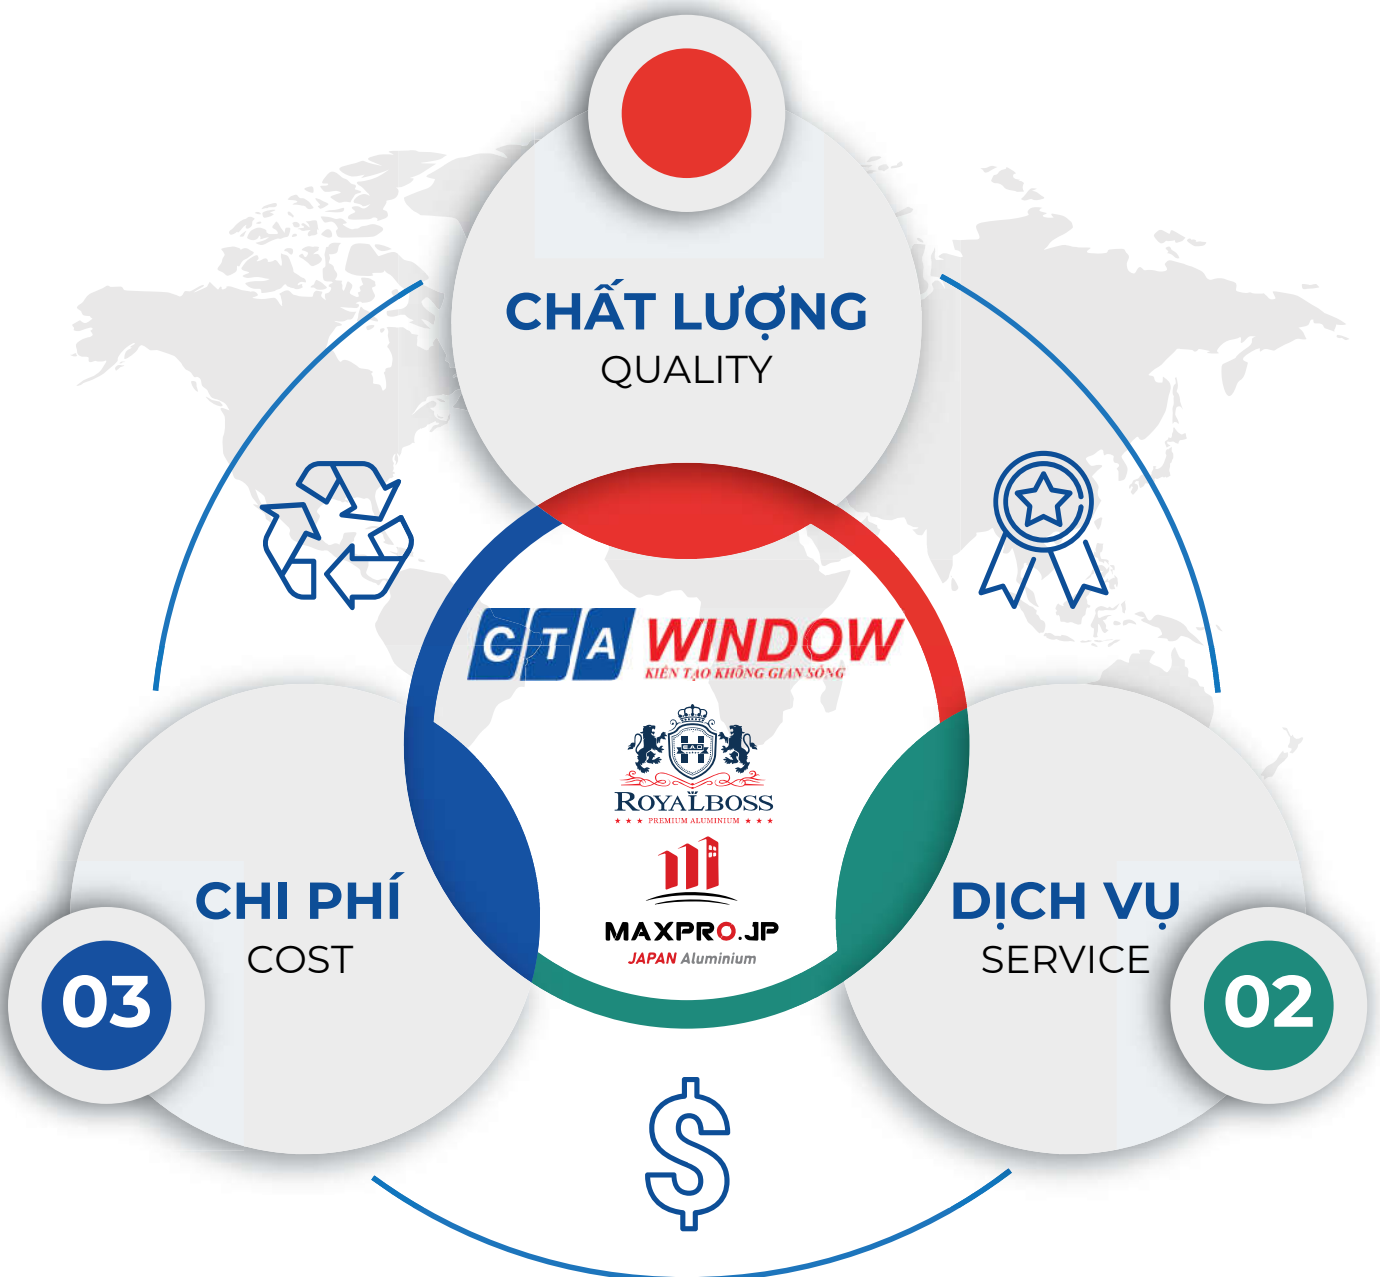 CHẤT LƯỢNG
QUALITY
CTA WINDOW
KIẾN TẠO KHÔNG GIAN SỐNG
BAO
H
ROYALBOSS
★ ★ ★ PREMIUM ALUMINIUM ★ ★ ★
MAXPRO.JP
JAPAN Aluminium
CHI PHÍ
COST
03
DỊCH VỤ
SERVICE
02
$